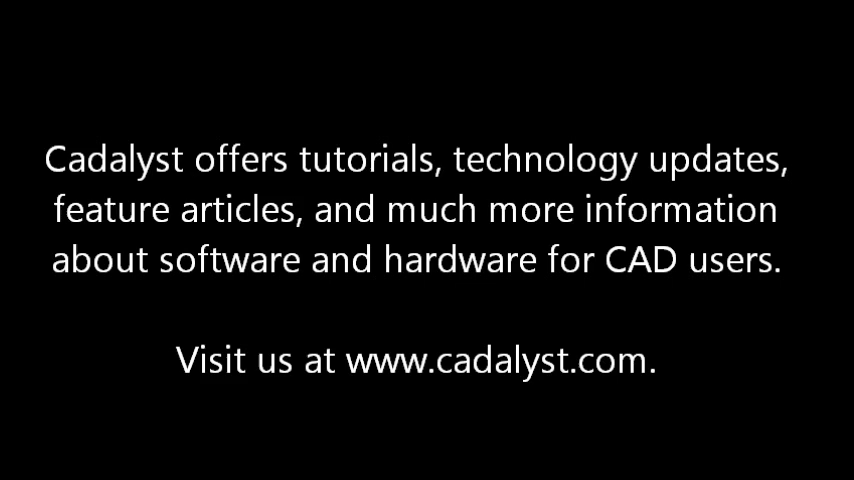 Cadalyst offers tutorials, technology updates,
feature articles, and much more information
about software and hardware for CAD users.
Visit us at www.cadalyst.com.